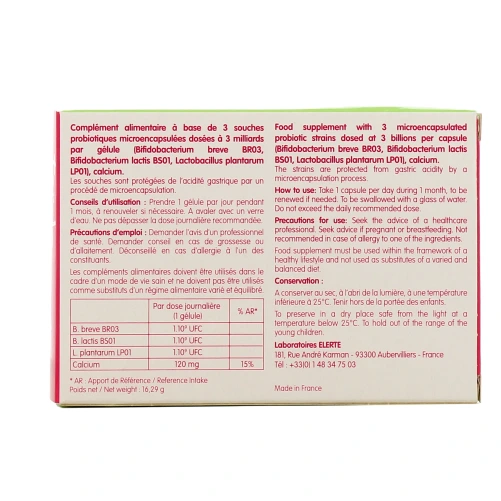 Complément alimentaire à base de 3 souches
probiotiques microencapsulées dosées à 3 milliards
par gélule (Bifidobacterium breve BR03,
Bifidobacterium lactis BS01, Lactobacillus plantarum
LP01), calcium.
Les souches sont protégées de l'acidité gastrique par un
procédé de microencapsulation.
Conseils d'utilisation : Prendre 1 gélule par jour pendant
1 mois, à renouveler si nécessaire. A avaler avec un verre
d'eau. Ne pas dépasser la dose journalière recommandée.
Précautions d'emploi : Demander l'avis d'un professionnel
de santé. Demander conseil en cas de grossesse ou
d'allaitement. Déconseillé en cas d'allergie à l'un des
constituants.
Les compléments alimentaires doivent être utilisés dans le
cadre d'un mode de vie sain et ne doivent pas être utilisés
comme substituts d'un régime alimentaire varié et équilibré.
Par dose journalière
(1 gélule) % AR*
B. breve BR03 1.10⁹ UFC
B. lactis BS01 1.10⁹ UFC
L. plantarum LP01 1.10⁹ UFC
Calcium 120 mg 15%
* AR : Apport de Référence / Reference Intake
Poids net / Net weight : 16,29 g
Food supplement with 3 microencapsulated
probiotic strains dosed at 3 billions per capsule
(Bifidobacterium breve BR03, Bifidobacterium lactis
BS01, Lactobacillus plantarum LP01), calcium.
The strains are protected from gastric acidity by a
microencapsulation process.
How to use: Take 1 capsule per day during 1 month, to be
renewed if needed. To be swallowed with a glass of water.
Do not exceed the daily recommended dose.
Precautions for use: Seek the advice of a healthcare
professional. Seek advice if pregnant or breastfeeding. Not
recommended in case of allergy to one of the ingredients.
Food supplement must be used within the framework of a
healthy lifestyle and not used as substitutes of a varied and
balanced diet.
Conservation :
A conserver au sec, à l'abri de la lumière, à une température
inférieure à 25°C. Tenir hors de la portée des enfants.
To preserve in a dry place safe from the light at a
temperature below 25°C. To hold out of the range of the
young children.
Laboratoires ELERTE
181, Rue André Karman - 93300 Aubervilliers - France
Tél : +33(0)1 48 34 75 03
Made in France